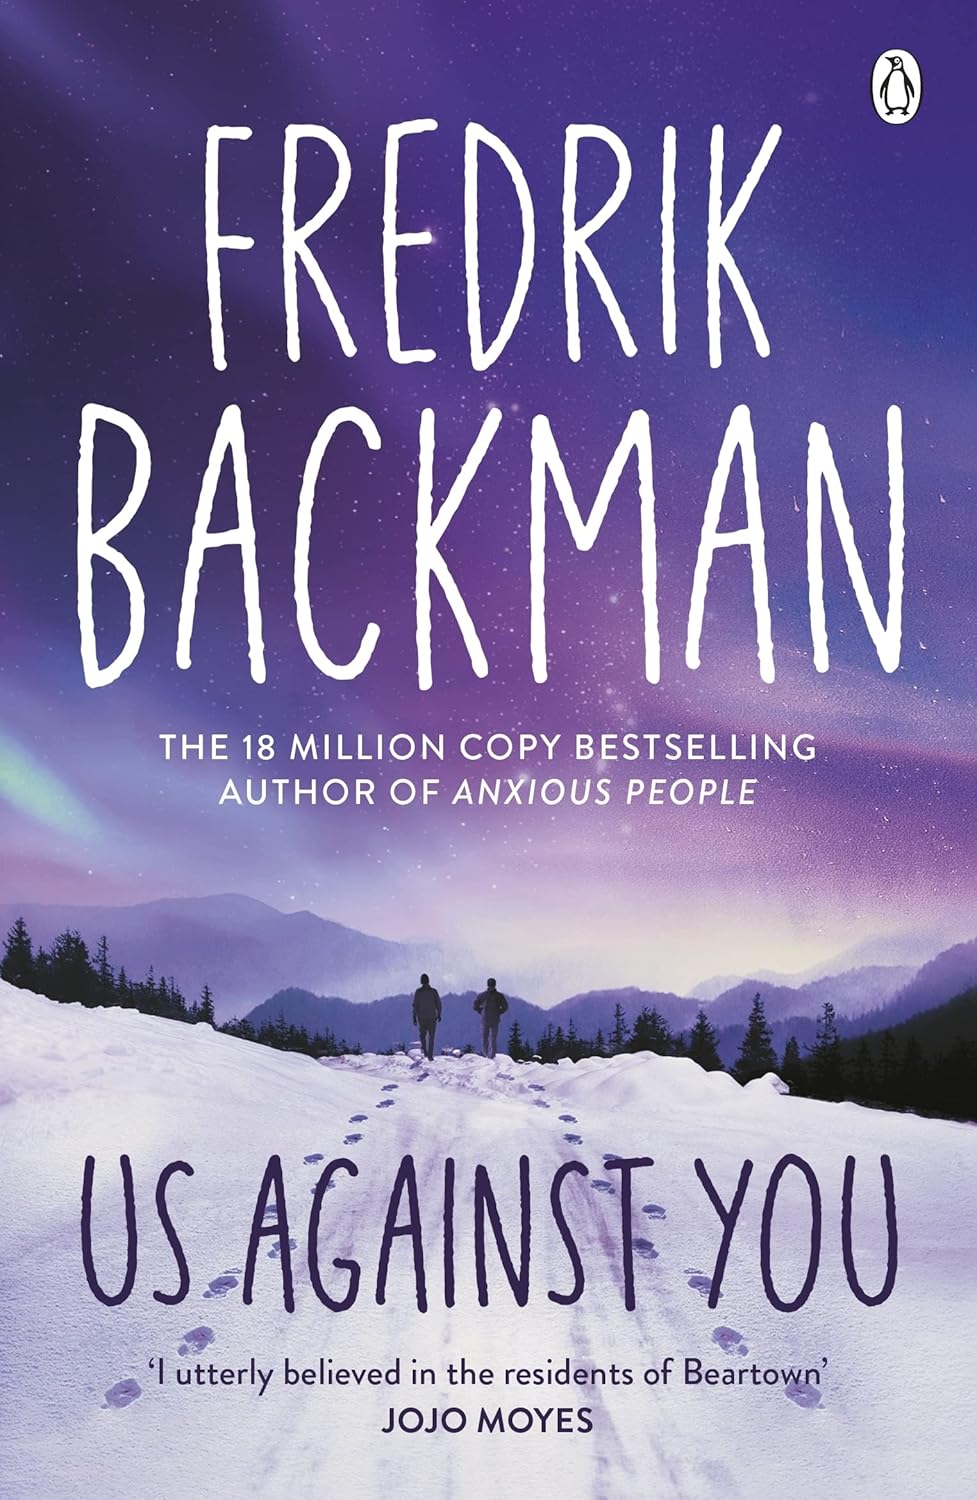 FREDRIK
BACKMAN
THE 18 MILLION COPY BESTSELLING
AUTHOR OF ANXIOUS PEOPLE
US AGAINST YOU
‘I utterly believed in the residents of Beartown’
JOJO MOYES